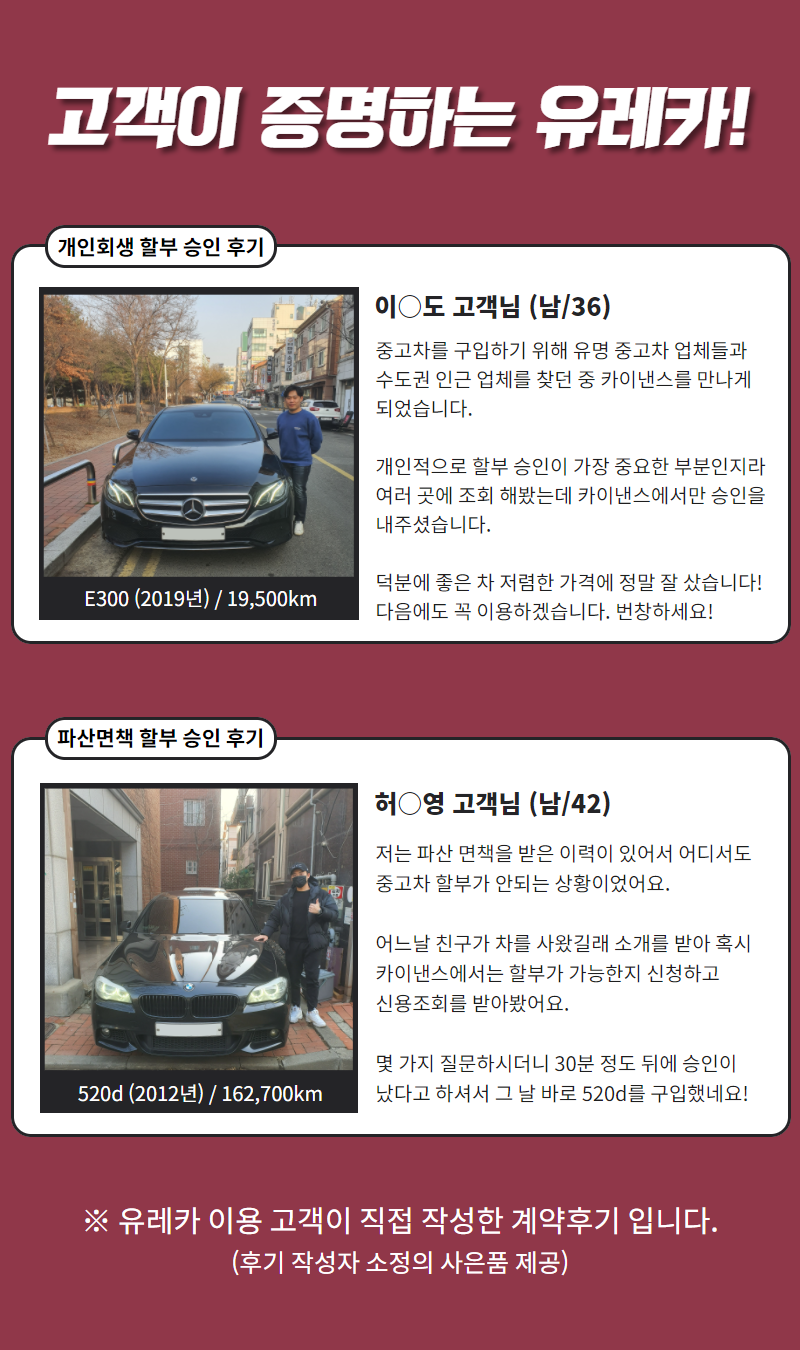 고객이 증명하는 유레카!
개인회생 할부 승인 후기
이○도 고객님 (남/36)
중고차를 구입하기 위해 유명 중고차 업체들과
수도권 인근 업체를 찾던 중 카이낸스를 만나게
되었습니다.
개인적으로 할부 승인이 가장 중요한 부분인지라
여러 곳에 조회 해봤는데 카이낸스에서만 승인을
내주셨습니다.
덕분에 좋은 차 저렴한 가격에 정말 잘 샀습니다!
다음에도 꼭 이용하겠습니다. 번창하세요!
E300 (2019년) / 19,500km
파산면책 할부 승인 후기
허○영 고객님 (남/42)
저는 파산 면책을 받은 이력이 있어서 어디서도
중고차 할부가 안되는 상황이었어요.
어느날 친구가 차를 사왔길래 소개를 받아 혹시
카이낸스에서는 할부가 가능한지 신청하고
신용조회를 받아봤어요.
몇 가지 질문하시더니 30분 정도 뒤에 승인이
났다고 하셔서 그 날 바로 520d를 구입했네요!
520d (2012년) / 162,700km
※ 유레카 이용 고객이 직접 작성한 계약후기 입니다.
(후기 작성자 소정의 사은품 제공)